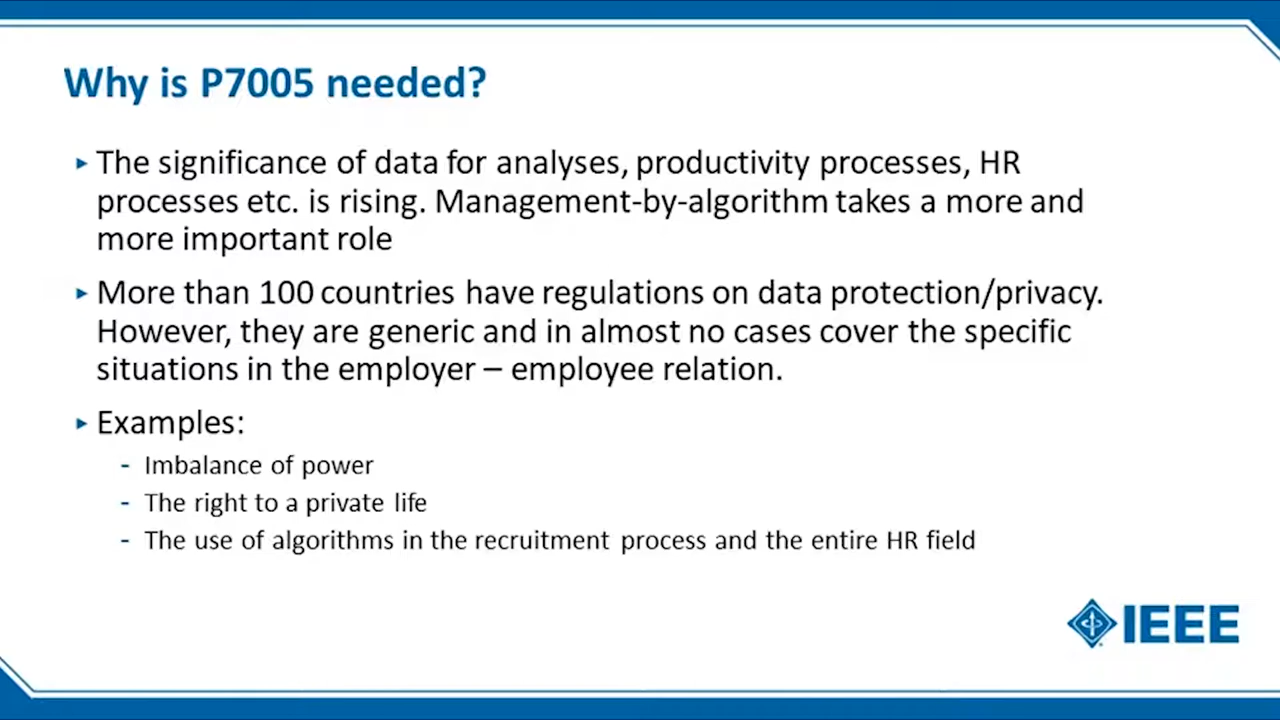 Why is P7005 needed?
The significance of data for analyses, productivity processes, HR
processes etc. is rising. Management-by-algorithm takes a more and
more important role
More than 100 countries have regulations on data protection/privacy.
However, they are generic and in almost no cases cover the specific
situations in the employer – employee relation.
Examples:
- Imbalance of power
- The right to a private life
- The use of algorithms in the recruitment process and the entire HR field
IEEE